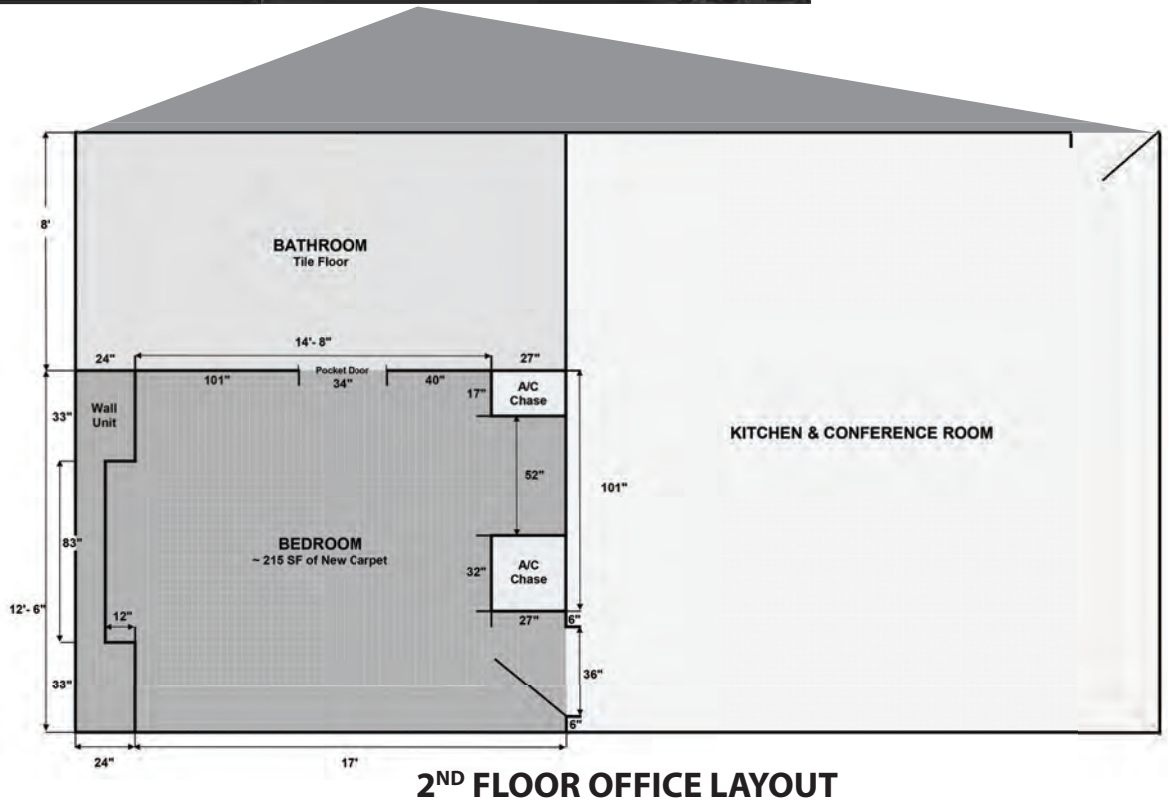 8'
BATHROOM
Tile Floor
14'- 8"
24"
27"
Pocket Door
101"
34"
40"
17"
A/C
Chase
33"
Wall
Unit
KITCHEN & CONFERENCE ROOM
52"
101"
83"
BEDROOM
~ 215 SF of New Carpet
32"
A/C
Chase
12'- 6"
12"
27"
6"
33"
36"
6"
24"
17'
2ND FLOOR OFFICE LAYOUT